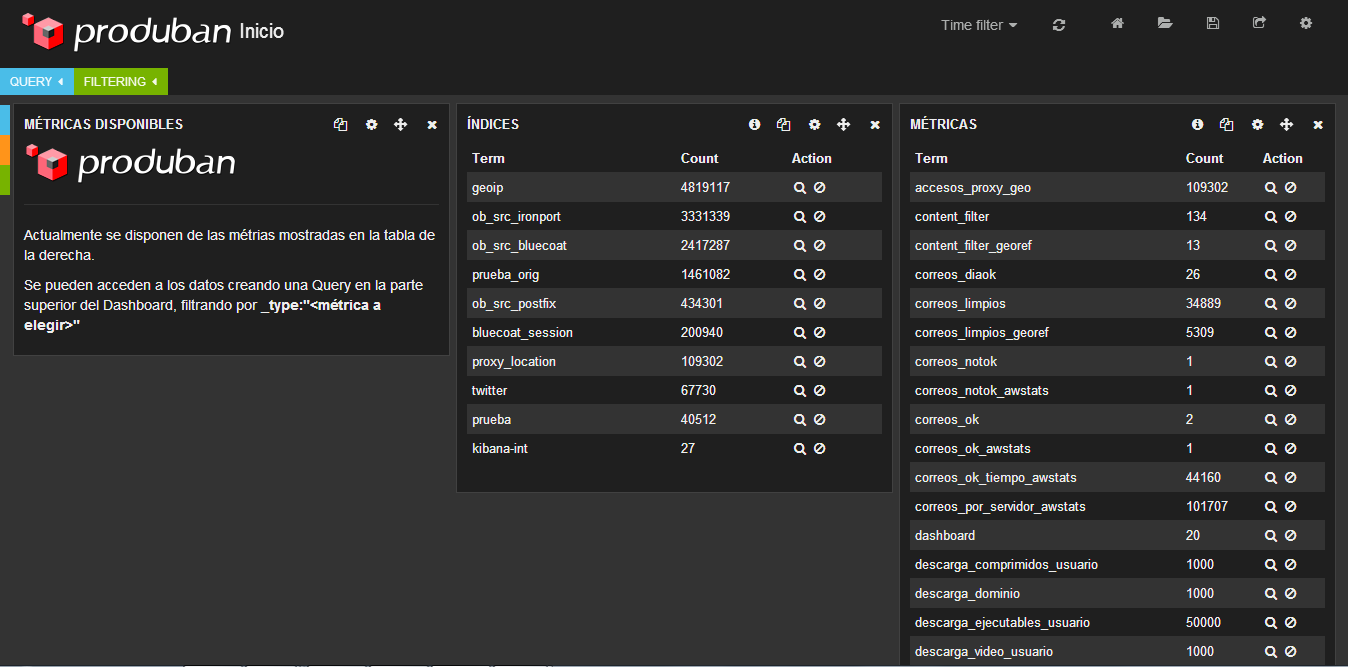 produban Inicio
Time filter
QUERY
FILTERING
MÉTRICAS DISPONIBLES
produban
Actualmente se disponen de las métrias mostradas en la tabla de
la derecha.
Se pueden acceden a los datos creando una Query en la parte
superior del Dashboard, filtrando por _type:"<métrica a
elegir>"
ÍNDICES
Term Count Action
geoip 4819117
ob_src_ironport 3331339
ob_src_bluecoat 2417287
prueba_orig 1461082
ob_src_postfix 434301
bluecoat_session 200940
proxy_location 109302
twitter 67730
prueba 40512
kibana-int 27
MÉTRICAS
Term Count Action
accesos_proxy_geo 109302
content_filter 134
content_filter_georef 13
correos_diaok 26
correos_limpios 34889
correos_limpios_georef 5309
correos_notok 1
correos_notok_awstats 1
correos_ok 2
correos_ok_awstats 1
correos_ok_tiempo_awstats 44160
correos_por_servidor_awstats 101707
dashboard 20
descarga_comprimidos_usuario 1000
descarga_dominio 1000
descarga_ejecutables_usuario 50000
descarga_video_usuario 1000